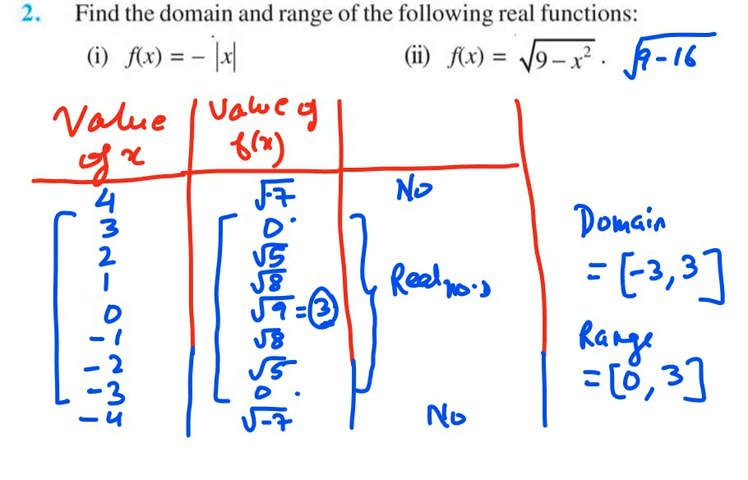 2. Find the domain and range of the following real functions:
(i) f(x) = – |x| (ii) f(x) = √9 – x² . √9-16
Value of x | Value of f(x)
4 √-7 No
3 0
2 √5
1 √8
0 √9 = 3 Real no.s
-1 √8
-2 √5
-3 0
-4 √-7 No
Domain
= [-3, 3]
Range
= [0, 3]